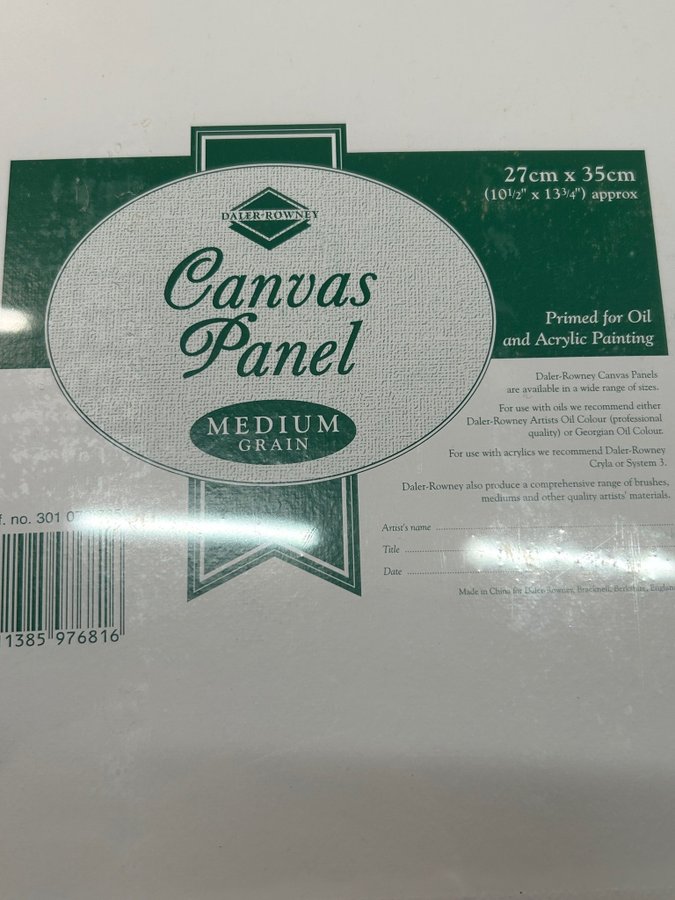 DALER-ROWNEY
Canvas
Panel
MEDIUM
GRAIN
27cm x 35cm
(10½" x 13¾") approx
Primed for Oil
and Acrylic Painting
Daler-Rowney Canvas Panels
are available in a wide range of sizes.
For use with oils we recommend either
Daler-Rowney Artists Oil Colour (professional
quality) or Georgian Oil Colour.
For use with acrylics we recommend Daler-Rowney
Cryla or System 3.
Daler-Rowney also produce a comprehensive range of brushes,
mediums and other quality artists' materials.
Artist's name
Title
Date
Made in China for Daler-Rowney, Bracknell, Berkshire, England
no. 301
11385 976816